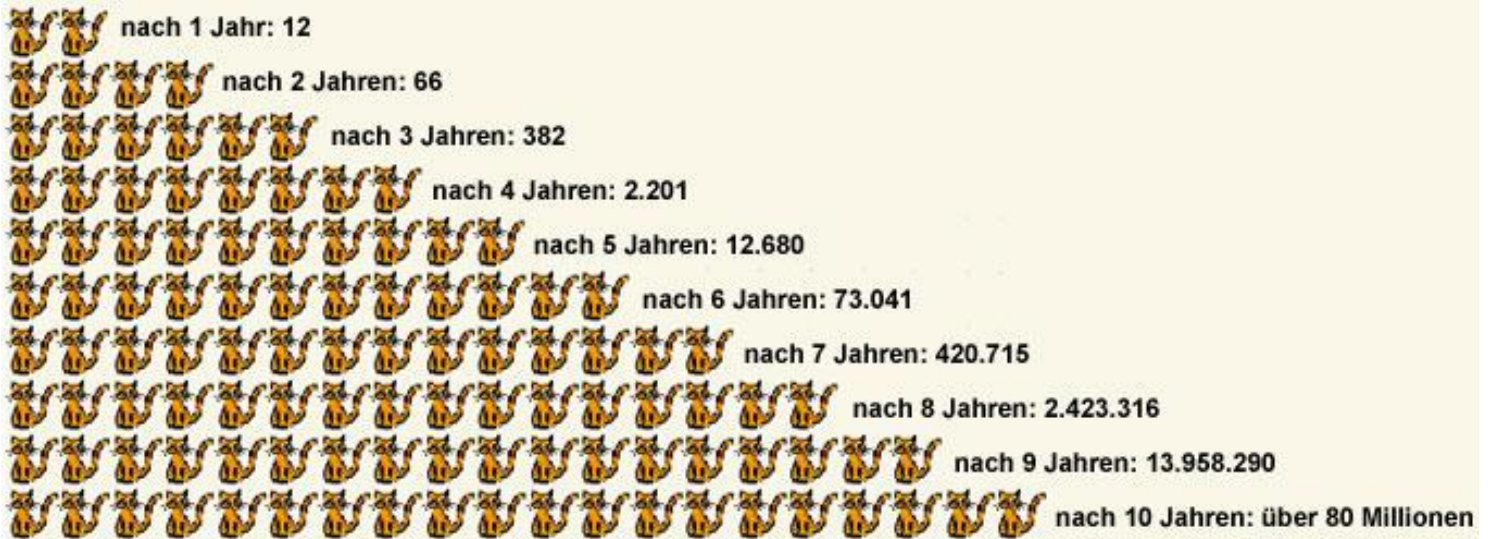 nach 1 Jahr: 12
nach 2 Jahren: 66
nach 3 Jahren: 382
nach 4 Jahren: 2.201
nach 5 Jahren: 12.680
nach 6 Jahren: 73.041
nach 7 Jahren: 420.715
nach 8 Jahren: 2.423.316
nach 9 Jahren: 13.958.290
nach 10 Jahren: über 80 Millionen